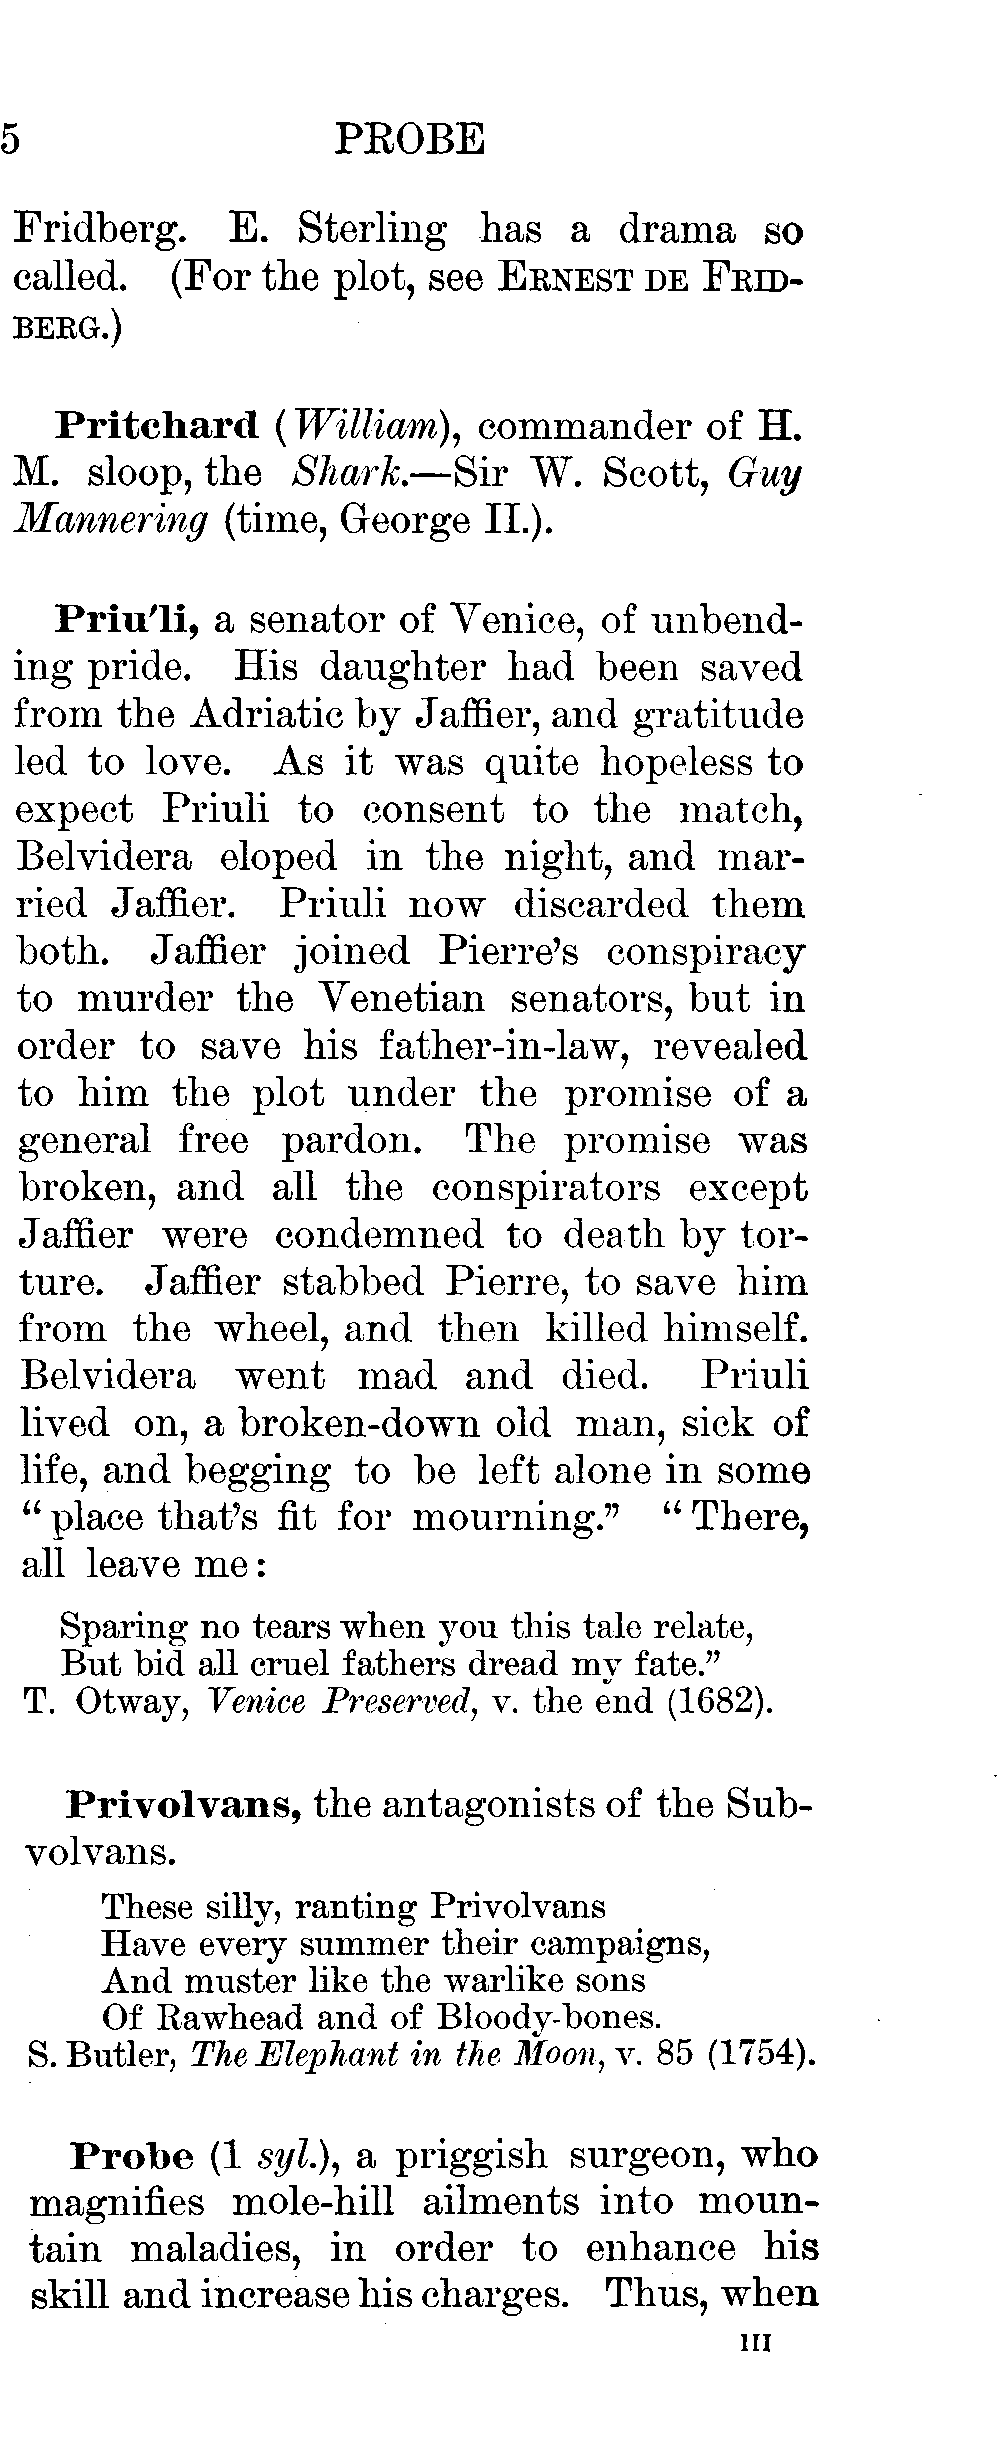 5 PROBE
Fridberg. E. Sterling has a drama so
called. (For the plot, see ERNEST DE FRID-
BERG.)
Pritchard (William), commander of H.
M. sloop, the Shark.—Sir W. Scott, Guy
Mannering (time, George II.).
Priu'li, a senator of Venice, of unbend-
ing pride. His daughter had been saved
from the Adriatic by Jaffier, and gratitude
led to love. As it was quite hopeless to
expect Priuli to consent to the match,
Belvidera eloped in the night, and mar-
ried Jaffier. Priuli now discarded them
both. Jaffier joined Pierre's conspiracy
to murder the Venetian senators, but in
order to save his father-in-law, revealed
to him the plot under the promise of a
general free pardon. The promise was
broken, and all the conspirators except
Jaffier were condemned to death by tor-
ture. Jaffier stabbed Pierre, to save him
from the wheel, and then killed himself.
Belvidera went mad and died. Priuli
lived on, a broken-down old man, sick of
life, and begging to be left alone in some
“place that's fit for mourning.” “There,
all leave me:
Sparing no tears when you this tale relate,
But bid all cruel fathers dread my fate.”
T. Otway, Venice Preserved, v. the end (1682).
Privolvans, the antagonists of the Sub-
volvans.
These silly, ranting Privolvans
Have every summer their campaigns,
And muster like the warlike sons
Of Rawhead and of Bloody-bones.
S. Butler, The Elephant in the Moon, v. 85 (1754).
Probe (1 syl.), a priggish surgeon, who
magnifies mole-hill ailments into moun-
tain maladies, in order to enhance his
skill and increase his charges. Thus, when
III